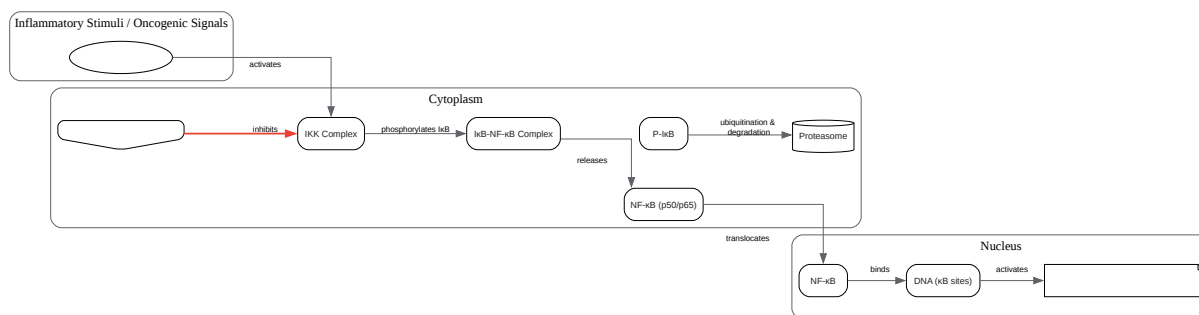 Inflammatory Stimuli / Oncogenic Signals
activates
Cytoplasm
inhibits
IKK Complex
phosphorylates IκB
IκB-NF-κB Complex
P-IκB
ubiquitination &
degradation
Proteasome
releases
NF-κB (p50/p65)
translocates
Nucleus
NF-κB
binds
DNA (κB sites)
activates